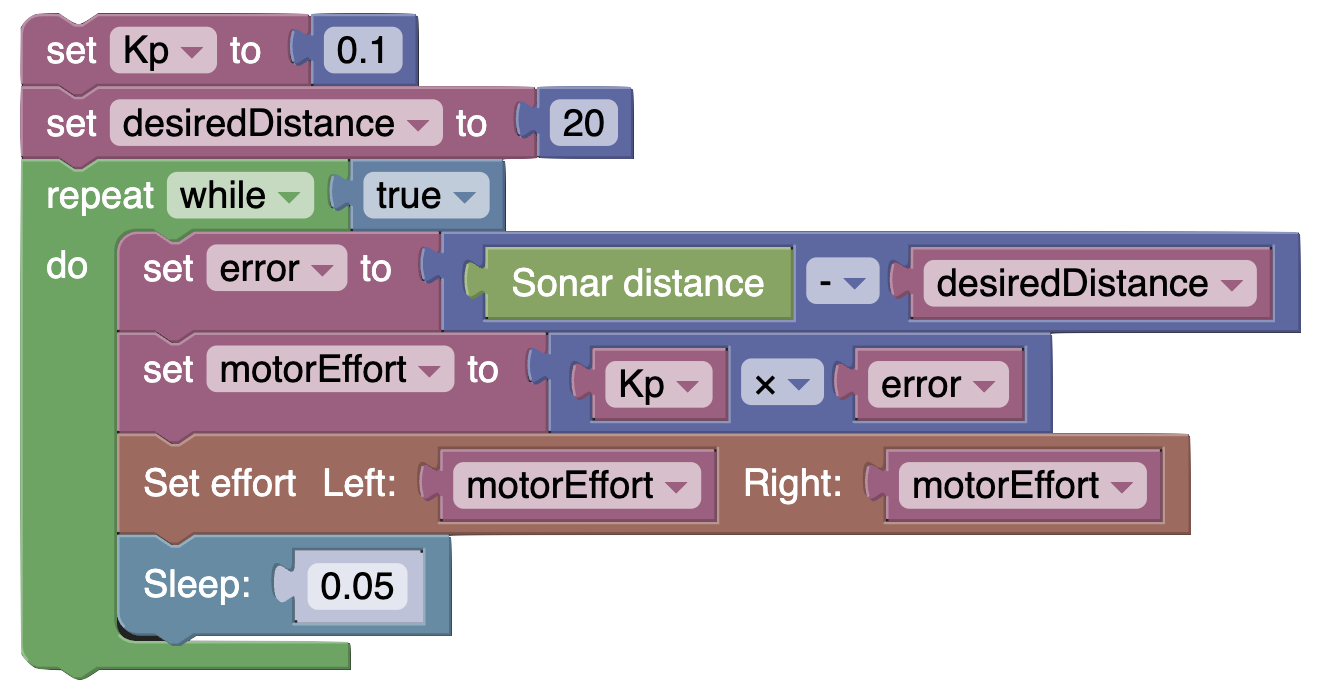 set Kp to 0.1
set desiredDistance to 20
repeat while true
do set error to Sonar distance - desiredDistance
set motorEffort to Kp × error
Set effort Left: motorEffort Right: motorEffort
Sleep: 0.05